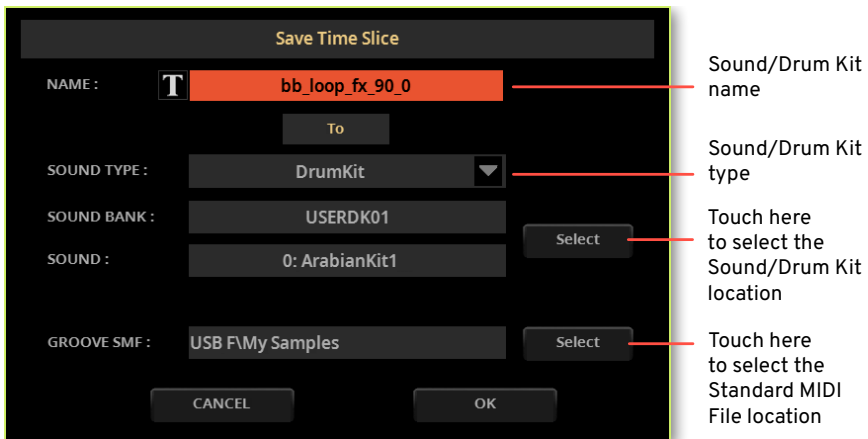 Save Time Slice
NAME :
T
bb_loop_fx_90_0
Sound/Drum Kit
name
To
SOUND TYPE :
DrumKit
Sound/Drum Kit
type
SOUND BANK :
USERDK01
SOUND :
0: ArabianKit1
Select
Touch here
to select the
Sound/Drum Kit
location
GROOVE SMF :
USB F\My Samples
Select
Touch here
to select the
Standard MIDI
File location
CANCEL
OK